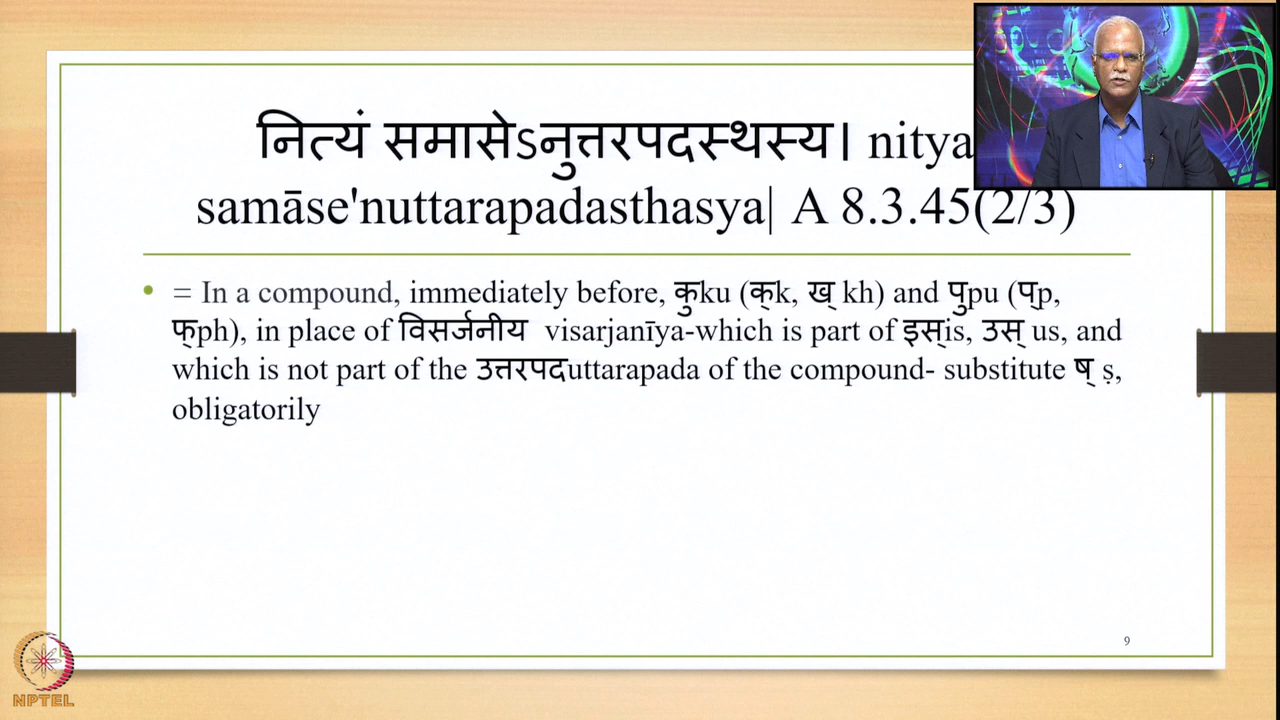 नित्यं समासेऽनुत्तरपदस्थस्य। nitya
samāse'nuttarapadasthasya| A 8.3.45(2/3)
• = In a compound, immediately before, कुku (क्k, ख् kh) and पुpu (प्p,
फ्ph), in place of विसर्जनीय visarjanīya-which is part of इस्is, उस् us, and
which is not part of the उत्तरपदuttarapada of the compound- substitute ष् ṣ,
obligatorily
9
NPTEL